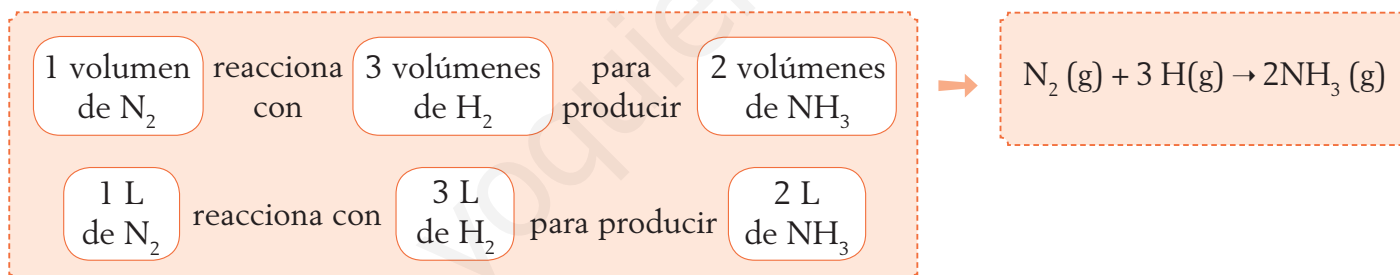 1 volumen de N₂ reacciona con 3 volúmenes de H₂ para producir 2 volúmenes de NH₃
N₂ (g) + 3 H(g) → 2NH₃ (g)
1 L de N₂ reacciona con 3 L de H₂ para producir 2 L de NH₃